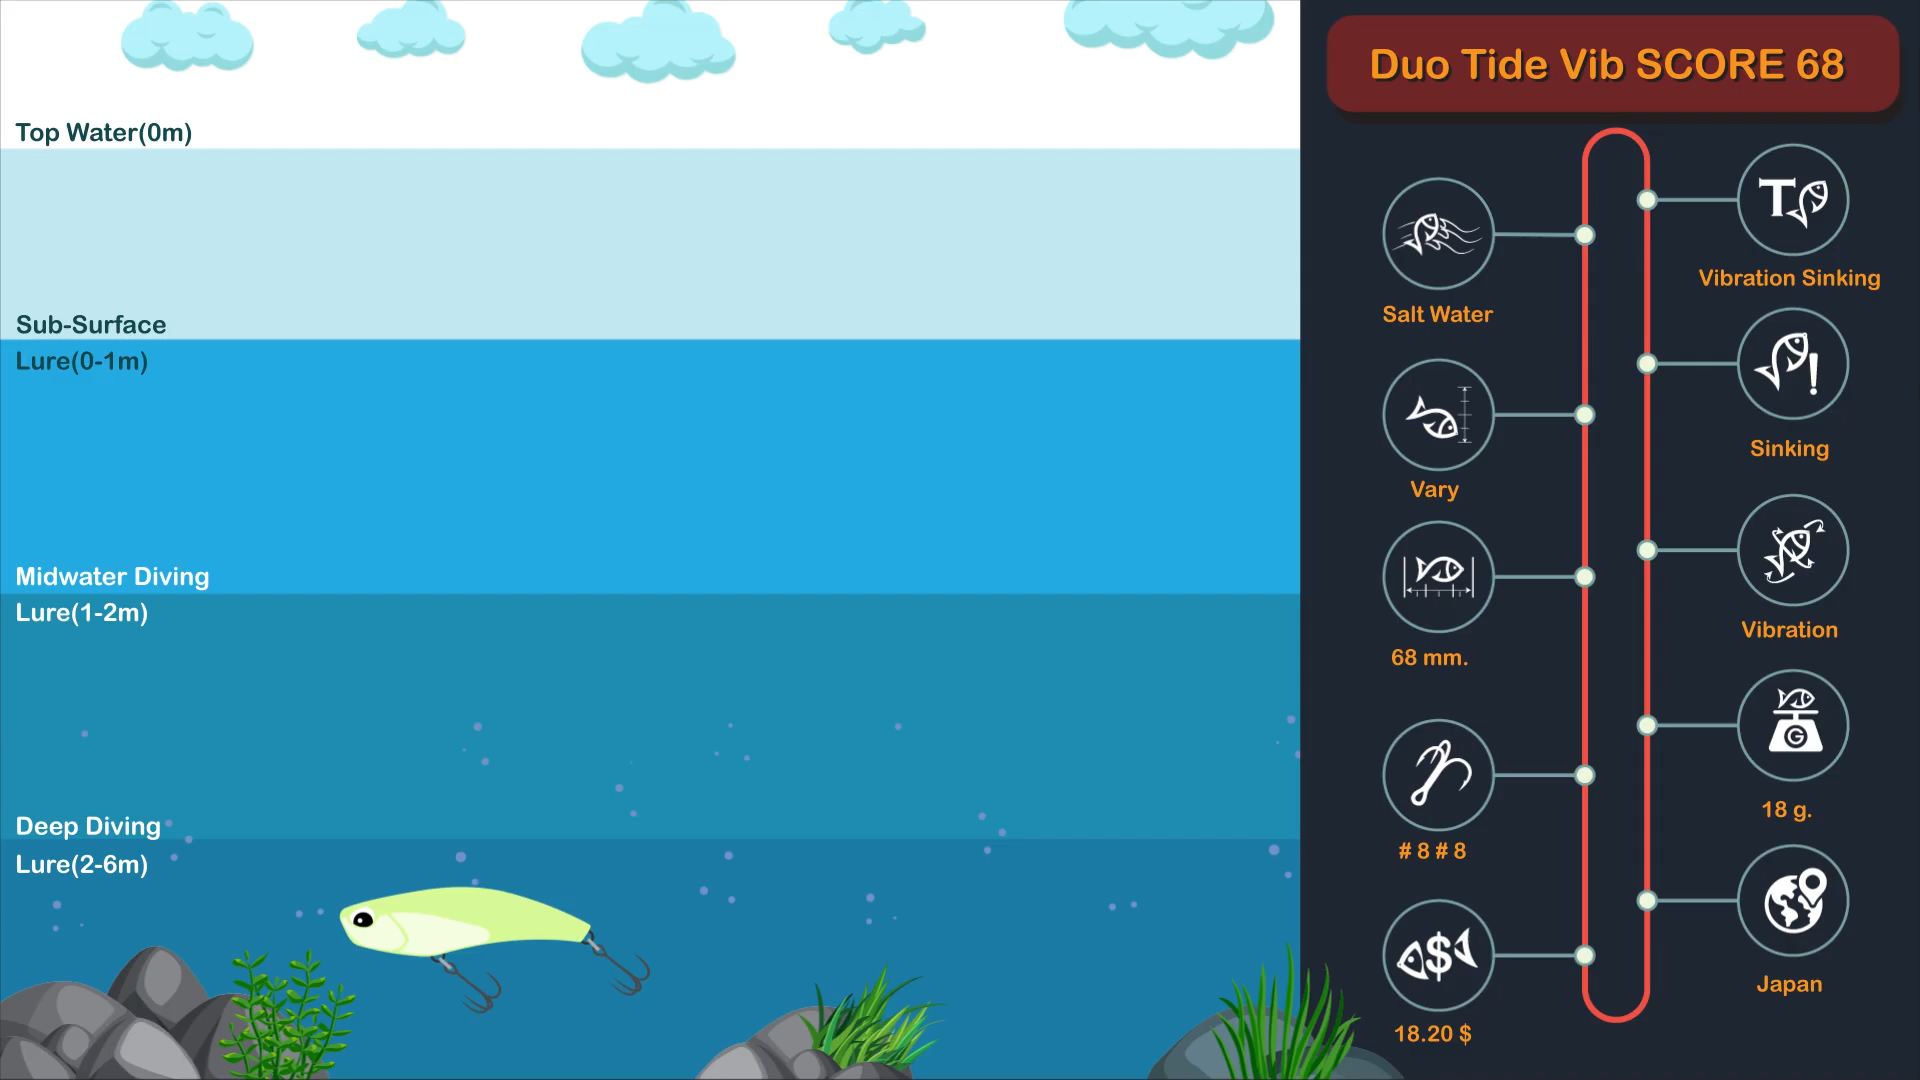 Duo Tide Vib SCORE 68
Top Water(0m)
Sub-Surface
Lure(0-1m)
Midwater Diving
Lure(1-2m)
Deep Diving
Lure(2-6m)
Salt Water
Vary
68 mm.
# 8 # 8
18.20 $
T
Vibration Sinking
Sinking
Vibration
G
18 g.
Japan